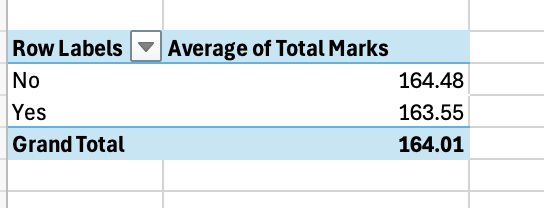 Row Labels Average of Total Marks
No 164.48
Yes 163.55
Grand Total 164.01